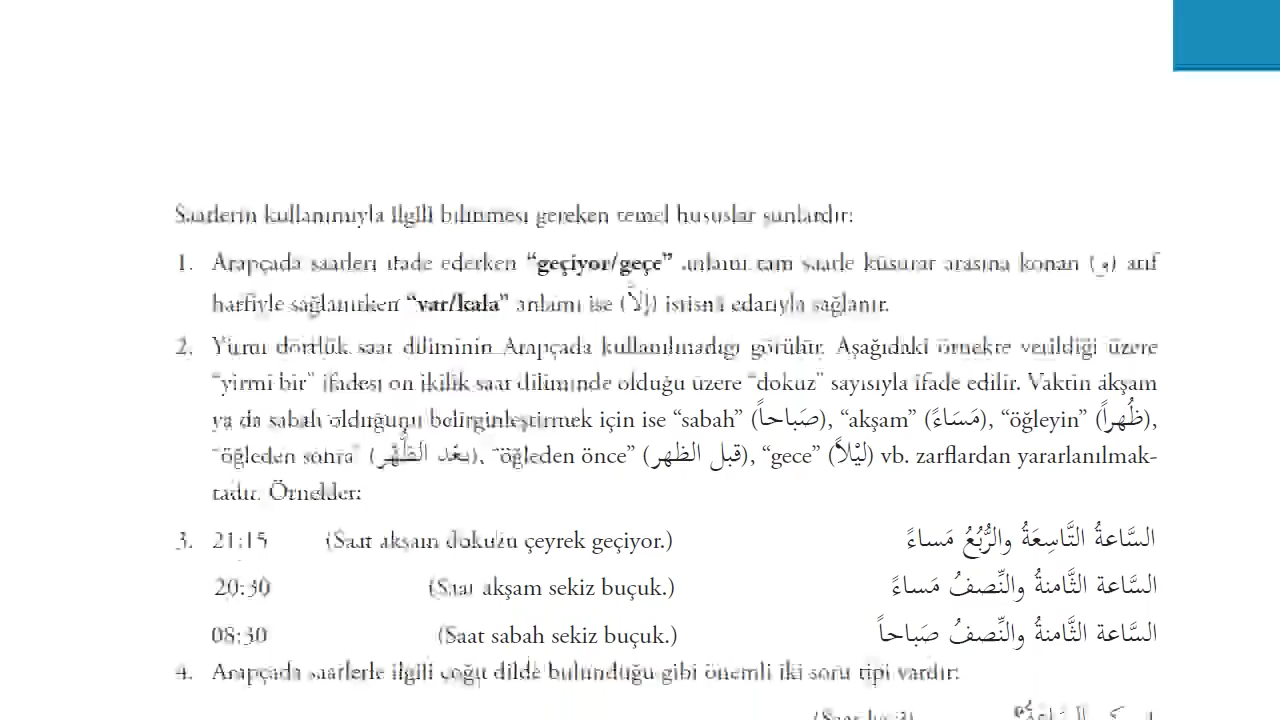 Saatlerin kullanımıyla ilgili bilinmesi gereken temel hususlar şunlardır:
1. Arapçada saatleri ifade ederken “geçiyor/geçe” anlamı tam saatle küsurat arasına konan (و) atıf
harfiyle sağlanırken “var/kala” anlamı ise (إلاَّ) istisnâ edatıyla sağlanır.
2. Yirmi dörtlük saat diliminin Arapçada kullanılmadığı görülür. Aşağıdaki örnekte verildiği üzere
“yirmi bir” ifadesi on ikilik saat diliminde olduğu üzere “dokuz” sayısıyla ifade edilir. Vaktin akşam
ya da sabah olduğunu belirginleştirmek için ise “sabah” (صَباحاً), “akşam” (مَسَاءً), “öğleyin” (ظُهراً),
“öğleden sonra” (بعْد الظُّهْر), “öğleden önce” (قبل الظهر), “gece” (ليْلاً) vb. zarflardan yararlanılmak-
tadır. Örnekler:
3. 21:15 (Saat akşam dokuzu çeyrek geçiyor.) السَّاعةُ التَّاسِعَةُ والرُّبُعُ مَساءً
20:30 (Saat akşam sekiz buçuk.) السَّاعة الثَّامنةُ والنِّصفُ مَساءً
08:30 (Saat sabah sekiz buçuk.) السَّاعة الثَّامنةُ والنِّصفُ صَباحاً
4. Arapçada saatlerle ilgili çoğu dilde bulunduğu gibi önemli iki soru tipi vardır: